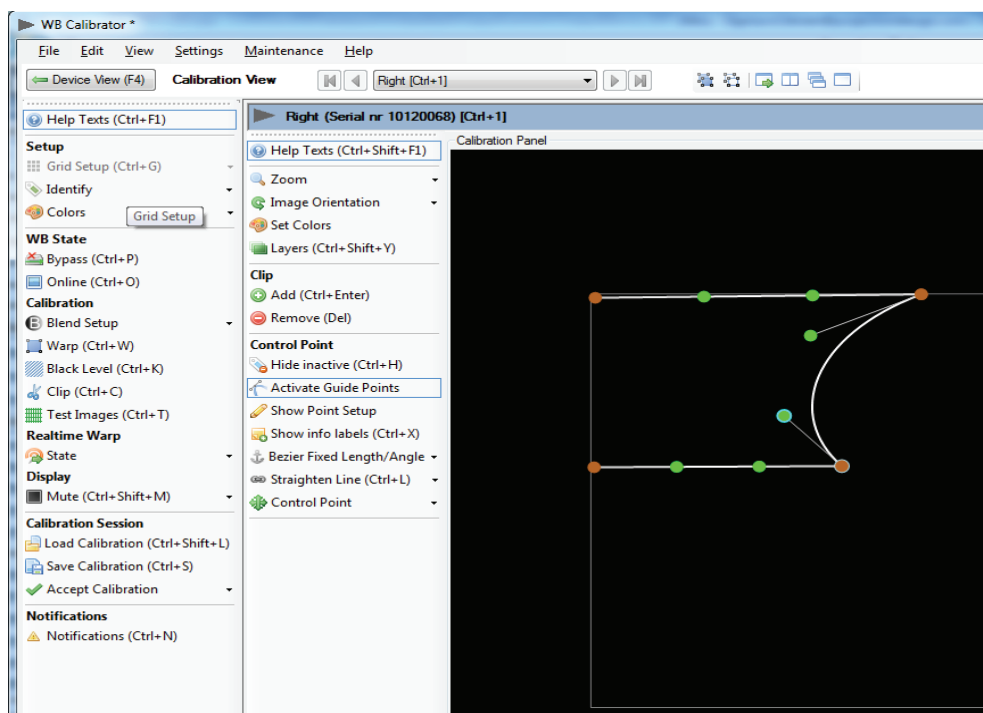 WB Calibrator *
File Edit View Settings Maintenance Help
Device View (F4) Calibration View Right [Ctrl+1]
Help Texts (Ctrl+F1)
Setup
Grid Setup (Ctrl+G)
Identify
Colors
Grid Setup
WB State
Bypass (Ctrl+P)
Online (Ctrl+O)
Calibration
Blend Setup
Warp (Ctrl+W)
Black Level (Ctrl+K)
Clip (Ctrl+C)
Test Images (Ctrl+T)
Realtime Warp
State
Display
Mute (Ctrl+Shift+M)
Calibration Session
Load Calibration (Ctrl+Shift+L)
Save Calibration (Ctrl+S)
Accept Calibration
Notifications
Notifications (Ctrl+N)
Right (Serial nr 10120068) [Ctrl+1]
Help Texts (Ctrl+Shift+F1)
Zoom
Image Orientation
Set Colors
Layers (Ctrl+Shift+Y)
Clip
Add (Ctrl+Enter)
Remove (Del)
Control Point
Hide inactive (Ctrl+H)
Activate Guide Points
Show Point Setup
Show info labels (Ctrl+X)
Bezier Fixed Length/Angle
Straighten Line (Ctrl+L)
Control Point
Calibration Panel